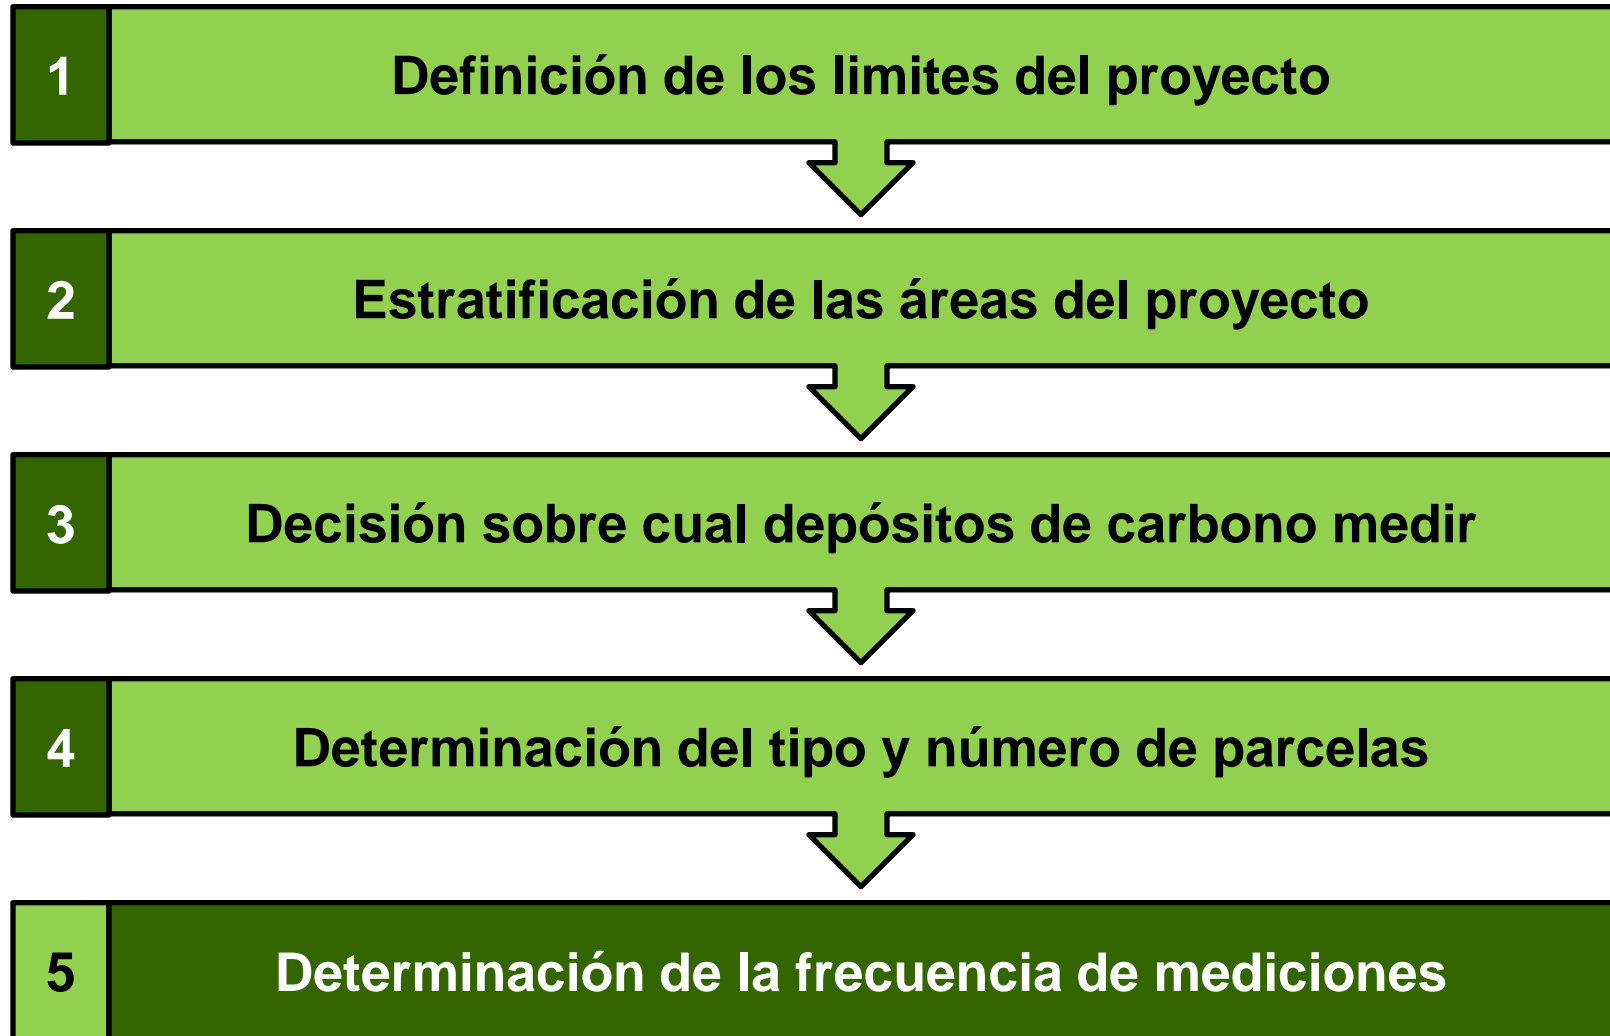 1 Definición de los limites del proyecto
2 Estratificación de las áreas del proyecto
3 Decisión sobre cual depósitos de carbono medir
4 Determinación del tipo y número de parcelas
5 Determinación de la frecuencia de mediciones